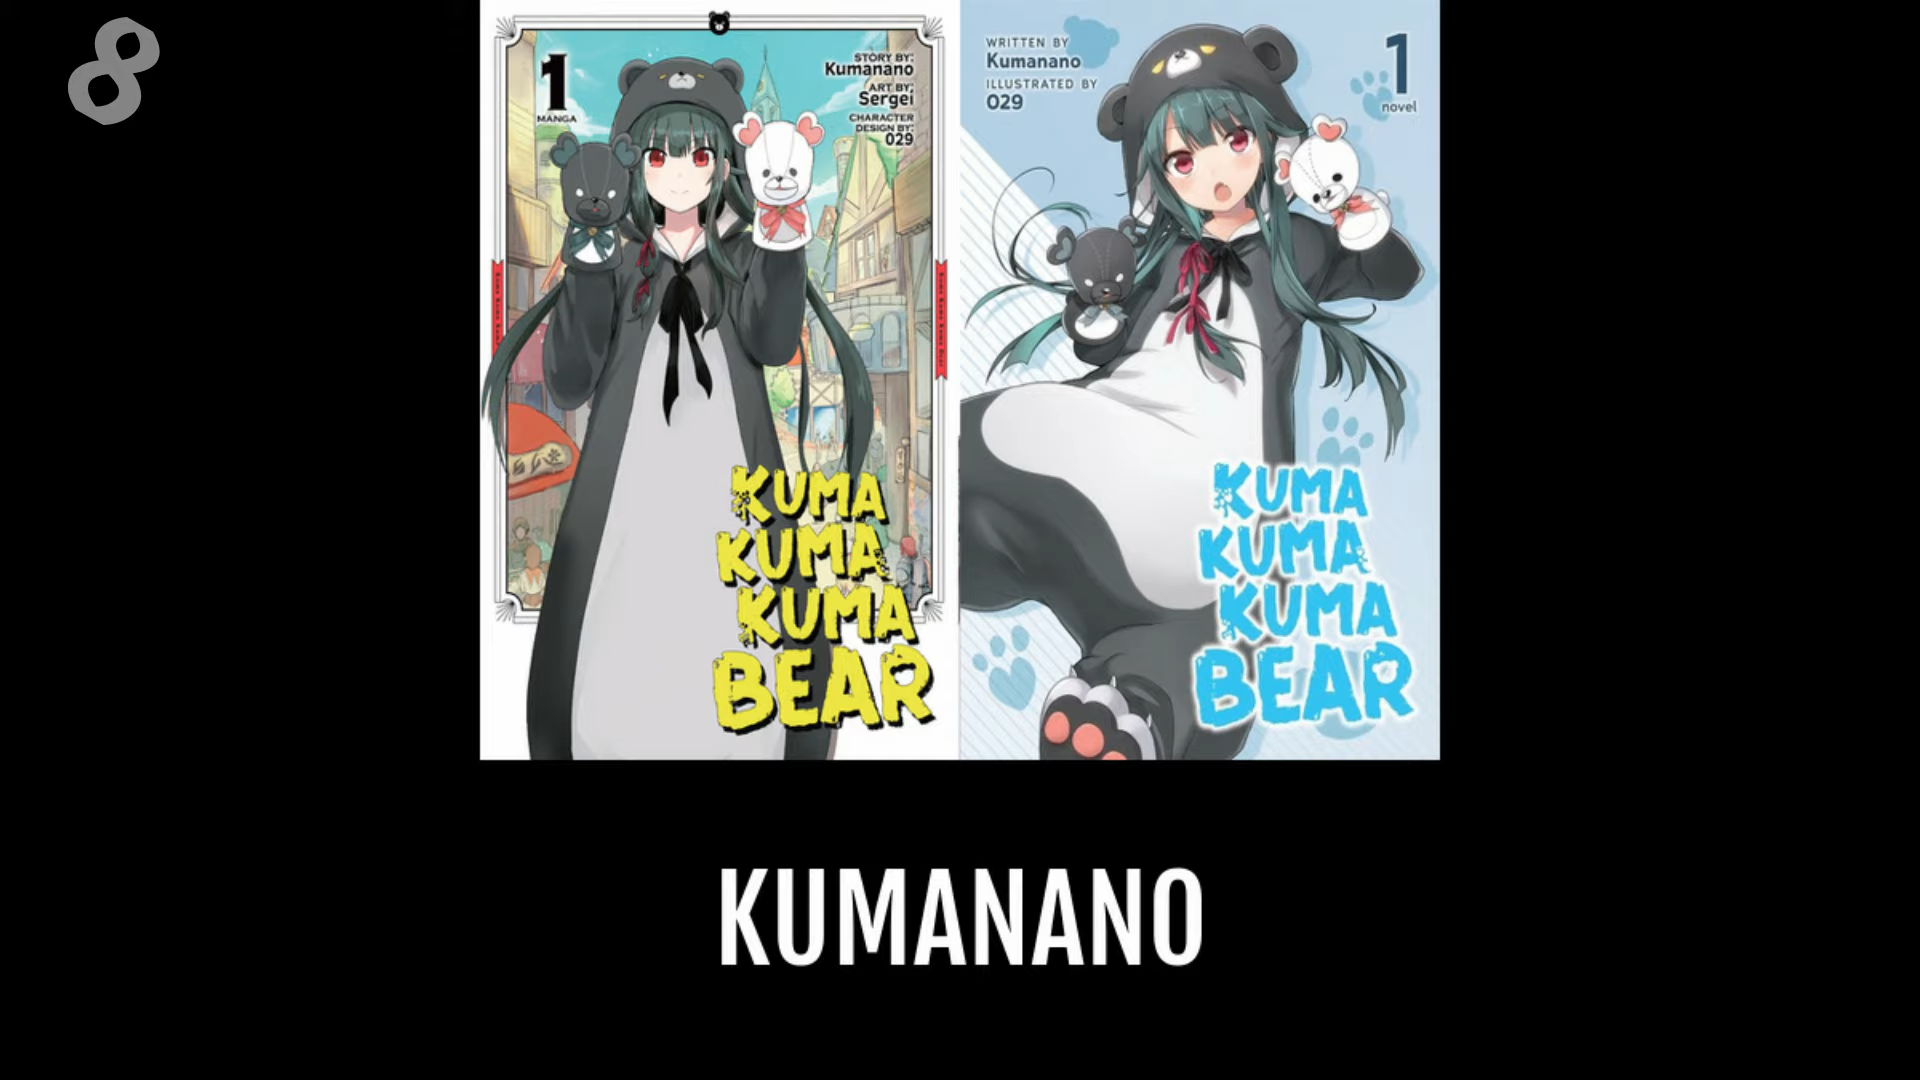 8
1
MANGA
STORY BY:
Kumanano
ART BY:
Sergei
CHARACTER
DESIGN BY:
029
KUMA
KUMA
KUMA
BEAR
WRITTEN BY
Kumanano
ILLUSTRATED BY
029
1
novel
KUMA
KUMA
KUMA
BEAR
KUMANANO